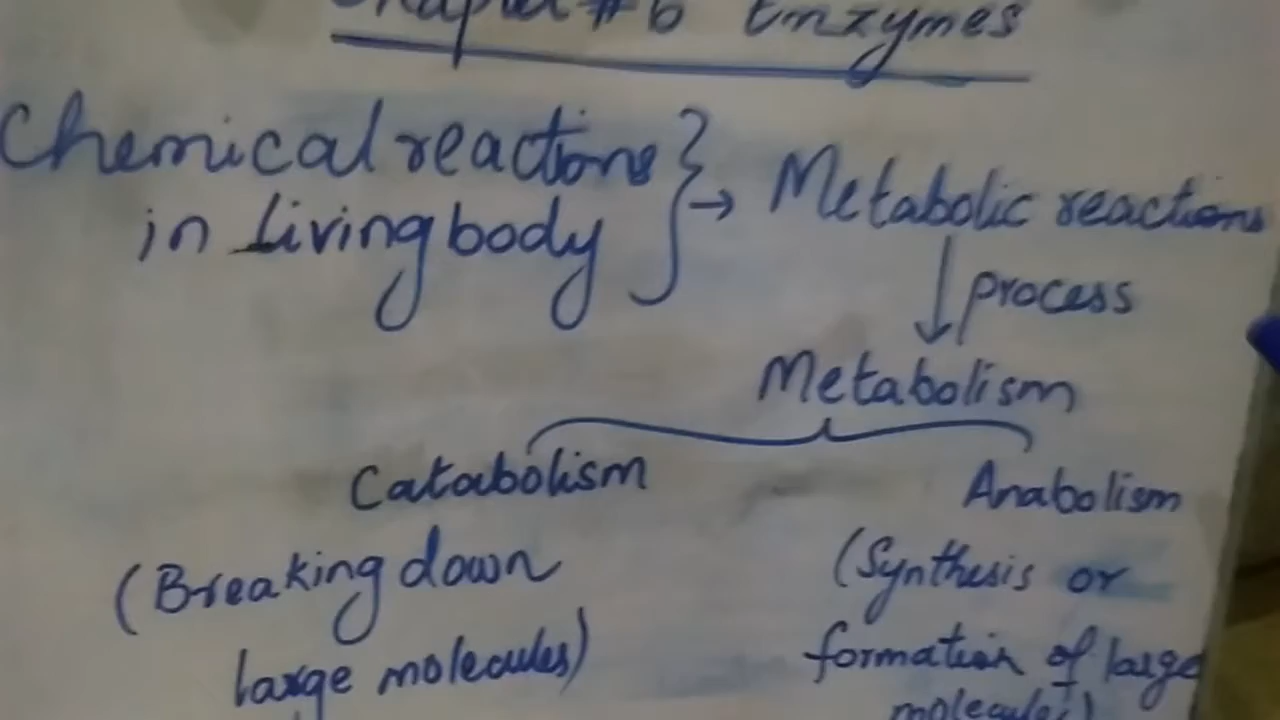 Chapter #6 Enzymes
Chemical reactions } → Metabolic reactions
in living body
↓ process
Metabolism
Catabolism Anabolism
(Breaking down (Synthesis or
large molecules) formation of large
molecules)